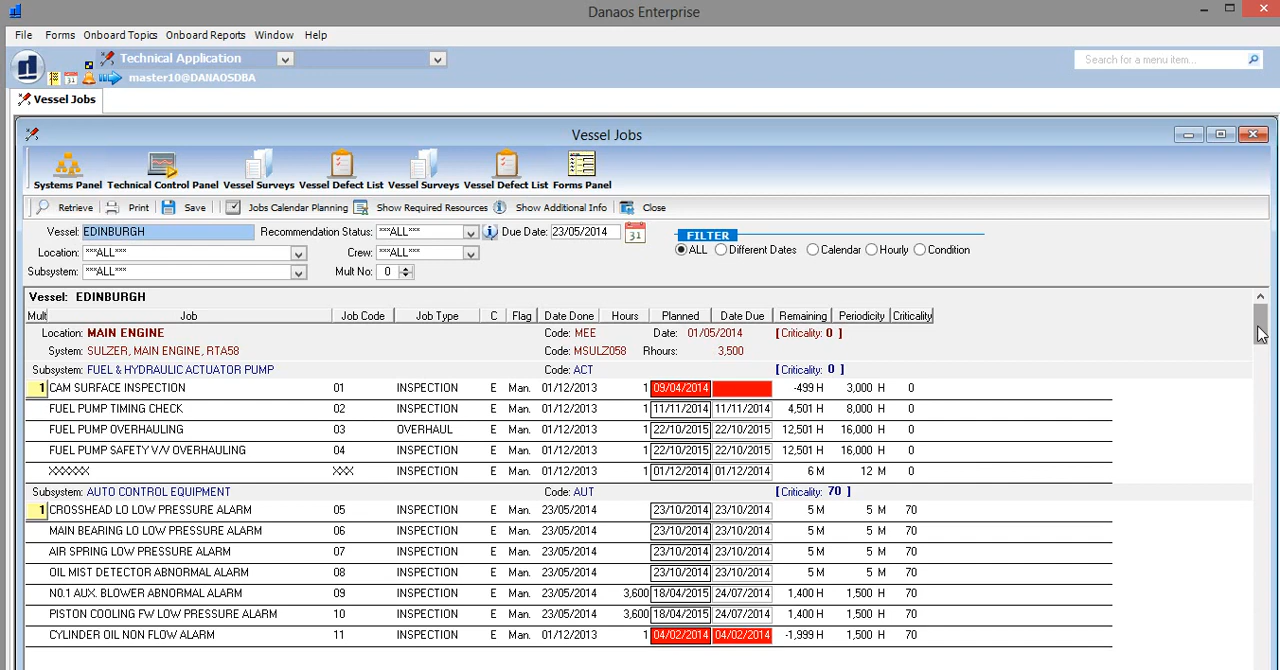 Danaos Enterprise
File Forms Onboard Topics Onboard Reports Window Help
Technical Application
Search for a menu item...
master10@DANAOSDBA
Vessel Jobs
Vessel Jobs
Systems Panel Technical Control Panel Vessel Surveys Vessel Defect List Vessel Surveys Vessel Defect List Forms Panel
Retrieve Print Save Jobs Calendar Planning Show Required Resources Show Additional Info Close
Vessel: EDINBURGH Recommendation Status: ***ALL*** Due Date: 23/05/2014 31 FILTER
Location: ***ALL*** Crew: ***ALL*** ALL Different Dates Calendar Hourly Condition
Subsystem: ***ALL*** Mult No: 0
Vessel: EDINBURGH
Mult Job Job Code Job Type C Flag Date Done Hours Planned Date Due Remaining Periodicity Criticality
Location: MAIN ENGINE Code: MEE Date: 01/05/2014 [ Criticality: 0 ]
System: SULZER, MAIN ENGINE, RTA58 Code: MSULZ058 Rhours: 3,500
Subsystem: FUEL & HYDRAULIC ACTUATOR PUMP Code: ACT [ Criticality: 0 ]
1 CAM SURFACE INSPECTION 01 INSPECTION E Man. 01/12/2013 1 09/04/2014 -499 H 3,000 H 0
FUEL PUMP TIMING CHECK 02 INSPECTION E Man. 01/12/2013 1 11/11/2014 11/11/2014 4,501 H 8,000 H 0
FUEL PUMP OVERHAULING 03 OVERHAUL E Man. 01/12/2013 1 22/10/2015 22/10/2015 12,501 H 16,000 H 0
FUEL PUMP SAFETY V/V OVERHAULING 04 INSPECTION E Man. 01/12/2013 1 22/10/2015 22/10/2015 12,501 H 16,000 H 0
XXXXXX XXX INSPECTION E Man. 01/12/2013 1 01/12/2014 01/12/2014 6 M 12 M 0
Subsystem: AUTO CONTROL EQUIPMENT Code: AUT [ Criticality: 70 ]
1 CROSSHEAD LO LOW PRESSURE ALARM 05 INSPECTION E Man. 23/05/2014 23/10/2014 23/10/2014 5 M 5 M 70
MAIN BEARING LO LOW PRESSURE ALARM 06 INSPECTION E Man. 23/05/2014 23/10/2014 23/10/2014 5 M 5 M 70
AIR SPRING LOW PRESSURE ALARM 07 INSPECTION E Man. 23/05/2014 23/10/2014 23/10/2014 5 M 5 M 70
OIL MIST DETECTOR ABNORMAL ALARM 08 INSPECTION E Man. 23/05/2014 23/10/2014 23/10/2014 5 M 5 M 70
NO.1 AUX. BLOWER ABNORMAL ALARM 09 INSPECTION E Man. 23/05/2014 3,600 18/04/2015 24/07/2014 1,400 H 1,500 H 70
PISTON COOLING FW LOW PRESSURE ALARM 10 INSPECTION E Man. 23/05/2014 3,600 18/04/2015 24/07/2014 1,400 H 1,500 H 70
CYLINDER OIL NON FLOW ALARM 11 INSPECTION E Man. 01/12/2013 1 04/02/2014 04/02/2014 -1,999 H 1,500 H 70